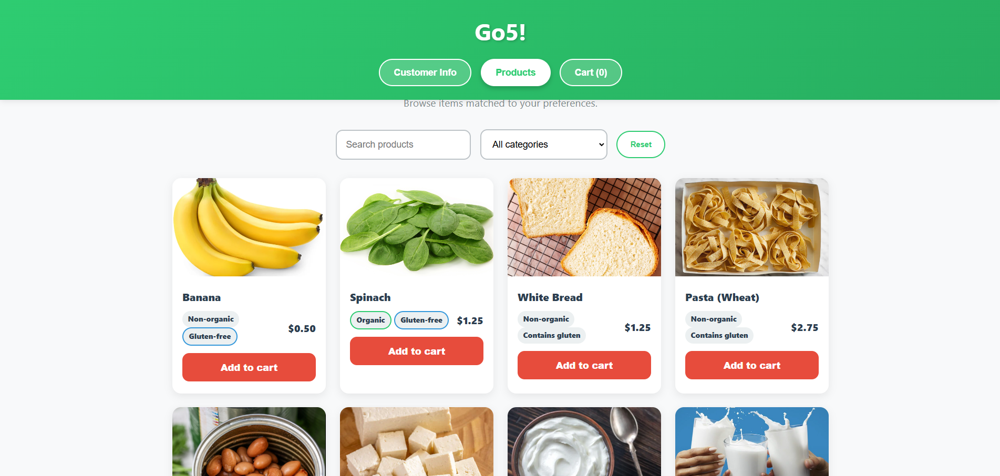 Go5!
Customer Info
Products
Cart (0)
Browse items matched to your preferences.
Search products
All categories
Reset
Banana
Non-organic
Gluten-free
$0.50
Add to cart
Spinach
Organic
Gluten-free
$1.25
Add to cart
White Bread
Non-organic
Contains gluten
$1.25
Add to cart
Pasta (Wheat)
Non-organic
Contains gluten
$2.75
Add to cart